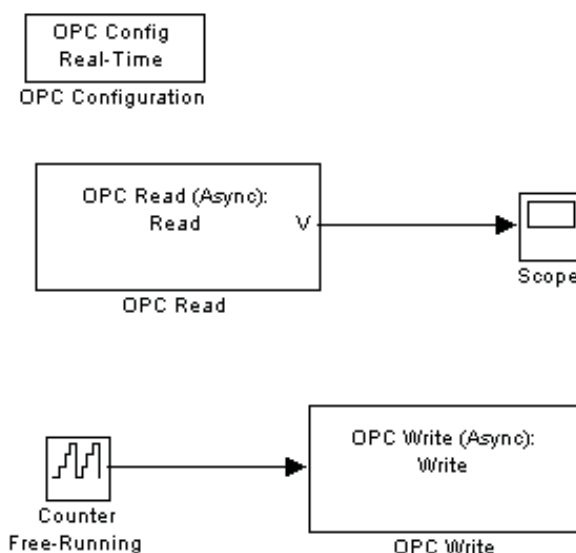 OPC Config
Real-Time
OPC Configuration
OPC Read (Async):
Read
V
OPC Read
Scope
OPC Write (Async):
Write
Counter
Free-Running
OPC Write